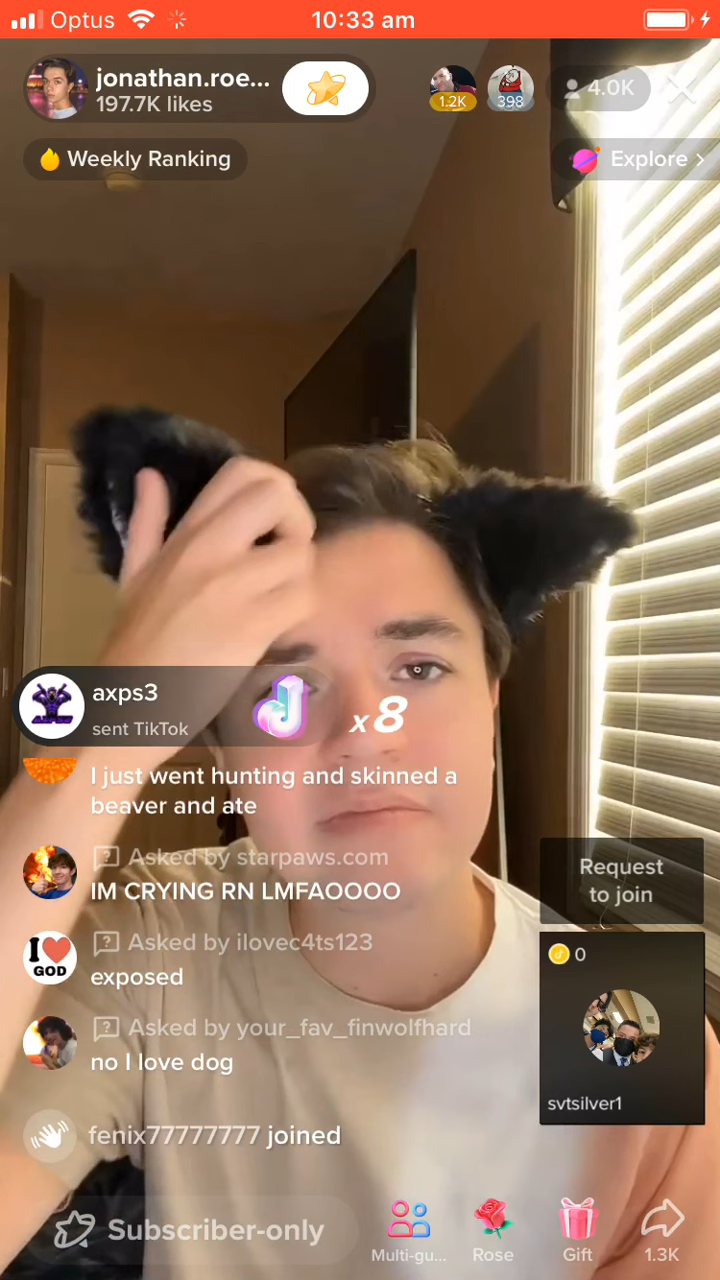 Optus
10:33 am
jonathan.roe...
197.7K likes
1.2K
398
4.0K
Weekly Ranking
Explore >
axps3
sent TikTok
x8
I just went hunting and skinned a
beaver and ate
Asked by starpaws.com
IM CRYING RN LMFAOOOO
Asked by ilovec4ts123
exposed
Asked by your_fav_finwolfhard
no I love dog
fenix77777777 joined
I ❤ GOD
Request
to join
0
svtsilver1
Subscriber-only
Multi-gu...
Rose
Gift
1.3K